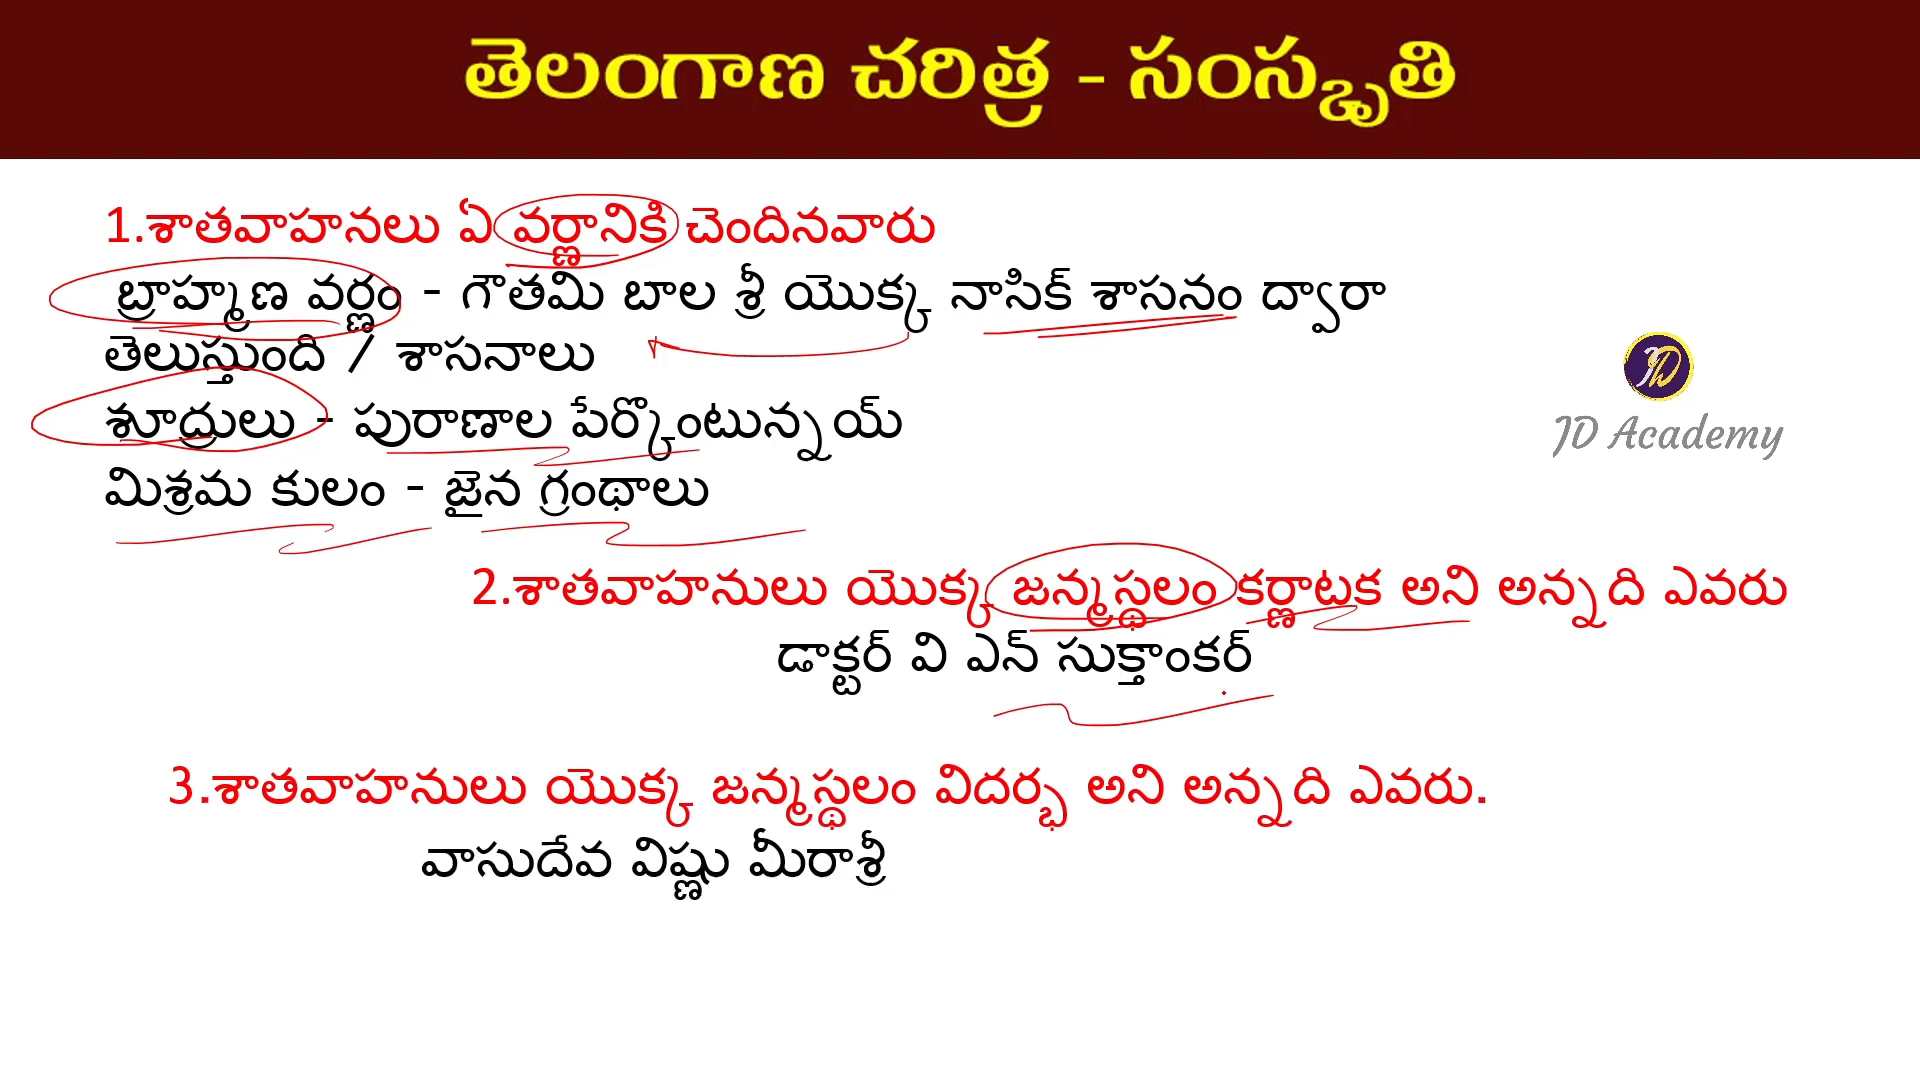 తెలంగాణ చరిత్ర - సంస్కృతి
1.శాతవాహనలు ఏ వర్ణానికి చెందినవారు
బ్రాహ్మణ వర్ణం - గౌతమి బాల శ్రీ యొక్క నాసిక్ శాసనం ద్వారా
తెలుస్తుంది / శాసనాలు
శూద్రులు - పురాణాల పేర్కొంటున్నయ్
మిశ్రమ కులం - జైన గ్రంథాలు
JD
JD Academy
2.శాతవాహనులు యొక్క జన్మస్థలం కర్ణాటక అని అన్నది ఎవరు
డాక్టర్ వి ఎన్ సుక్తాంకర్
3.శాతవాహనులు యొక్క జన్మస్థలం విదర్భ అని అన్నది ఎవరు.
వాసుదేవ విష్ణు మీరాశ్రీ